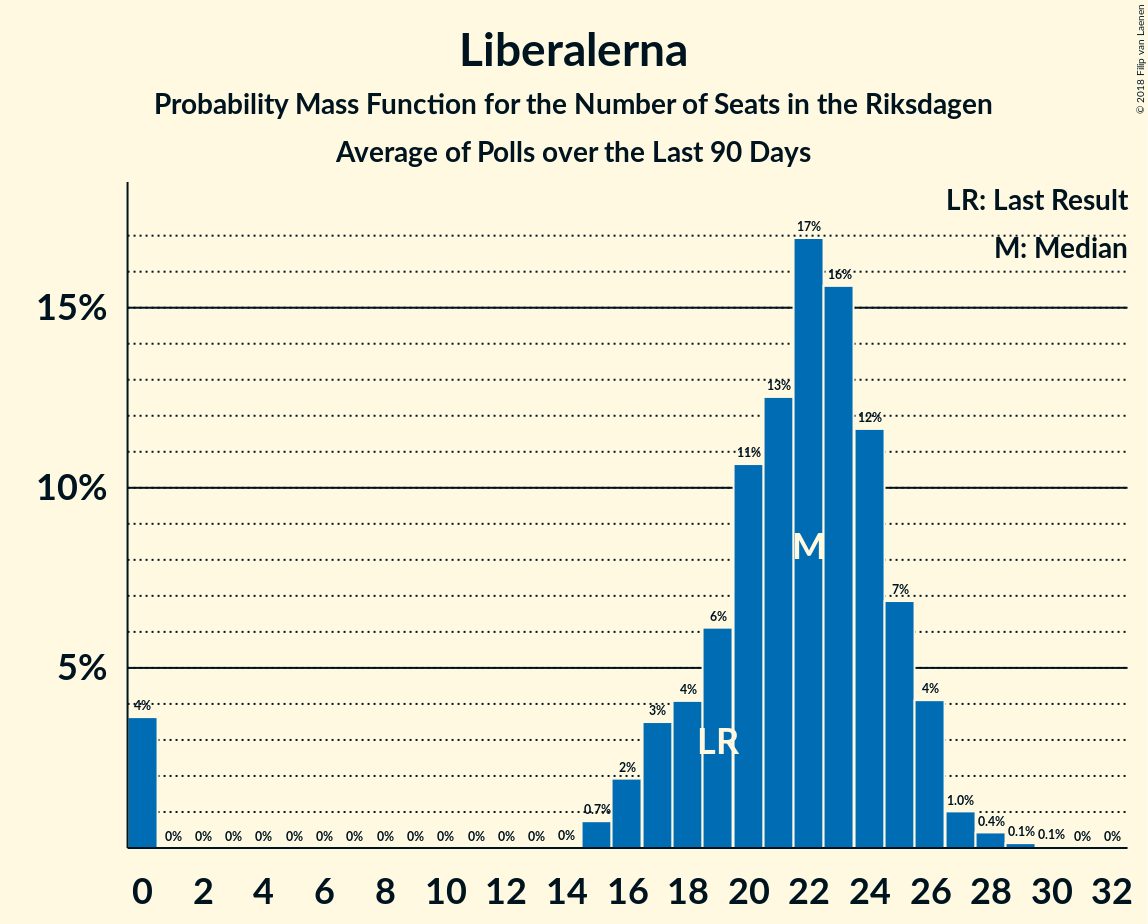 Liberalerna
Probability Mass Function for the Number of Seats in the Riksdagen
Average of Polls over the Last 90 Days
© 2018 Filip van Laenen
LR: Last Result
M: Median
15%
10%
5%
4% 0% 0% 0% 0% 0% 0% 0% 0% 0% 0% 0% 0% 0% 0% 0.7% 2% 3% 4% 6% 11% 13% 17% 16% 12% 7% 4% 1.0% 0.4% 0.1% 0.1% 0% 0%
M
LR
0 2 4 6 8 10 12 14 16 18 20 22 24 26 28 30 32